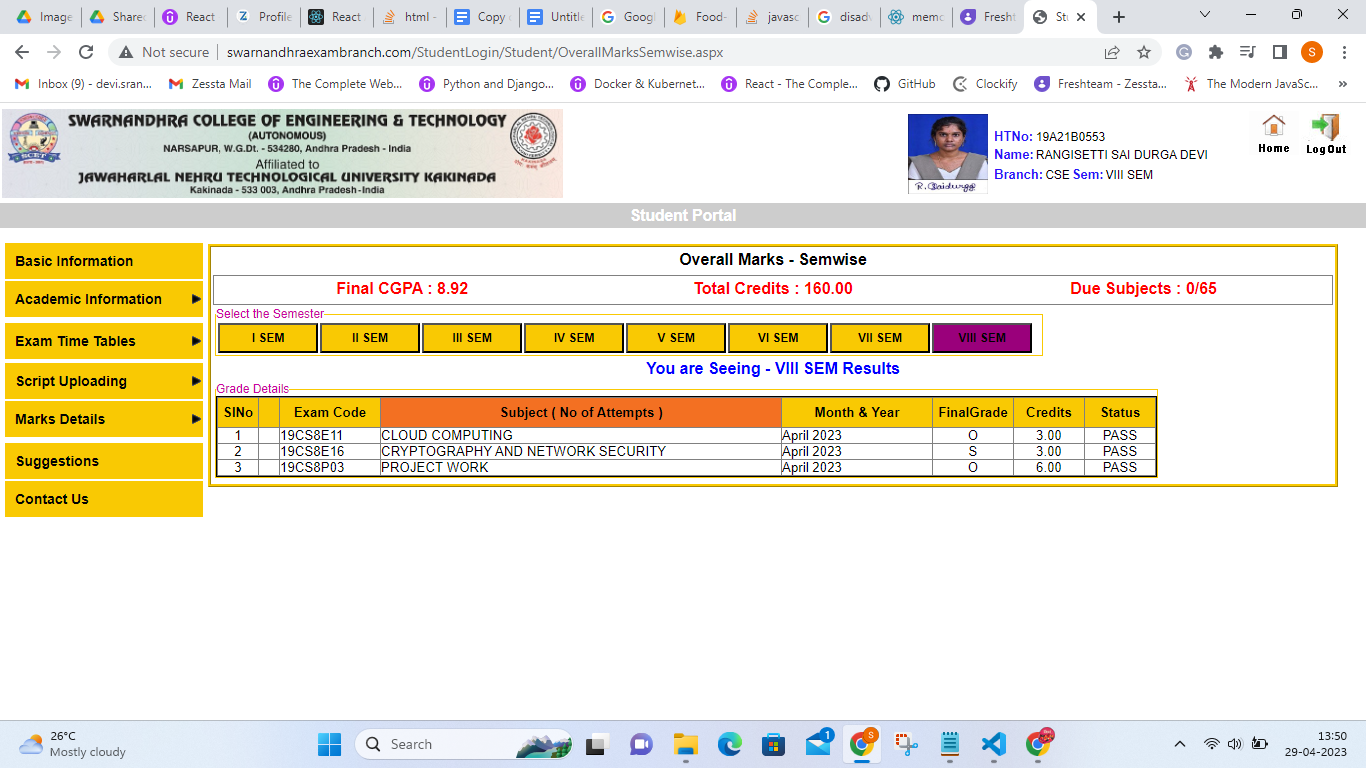 Image
Shared
React
Profile
React
html -
Copy
Untitle
Googl
Food-
javasc
disadv
memo
Fresht
St
Not secure
swarnandhraexambranch.com/StudentLogin/Student/OverallMarksSemwise.aspx
S
Inbox (9) - devi.sran...
Zessta Mail
The Complete Web...
Python and Django...
Docker & Kubernet...
React - The Comple...
GitHub
Clockify
Freshteam - Zessta...
The Modern JavaSc...
»
SWARNANDHRA COLLEGE OF ENGINEERING & TECHNOLOGY
(AUTONOMOUS)
NARSAPUR, W.G.Dt. - 534280, Andhra Pradesh - India
Affiliated to
JAWAHARLAL NEHRU TECHNOLOGICAL UNIVERSITY KAKINADA
Kakinada - 533 003, Andhra Pradesh-India
SCET
R. Saidurga
HTNo: 19A21B0553
Name: RANGISETTI SAI DURGA DEVI
Branch: CSE Sem: VIII SEM
Home
LogOut
Student Portal
Basic Information
Academic Information
Exam Time Tables
Script Uploading
Marks Details
Suggestions
Contact Us
Overall Marks - Semwise
Final CGPA : 8.92 Total Credits : 160.00 Due Subjects : 0/65
Select the Semester
I SEM II SEM III SEM IV SEM V SEM VI SEM VII SEM VIII SEM
You are Seeing - VIII SEM Results
Grade Details
SlNo Exam Code Subject ( No of Attempts ) Month & Year FinalGrade Credits Status
1 19CS8E11 CLOUD COMPUTING April 2023 O 3.00 PASS
2 19CS8E16 CRYPTOGRAPHY AND NETWORK SECURITY April 2023 S 3.00 PASS
3 19CS8P03 PROJECT WORK April 2023 O 6.00 PASS
26°C
Mostly cloudy
Search
1
S
13:50
29-04-2023